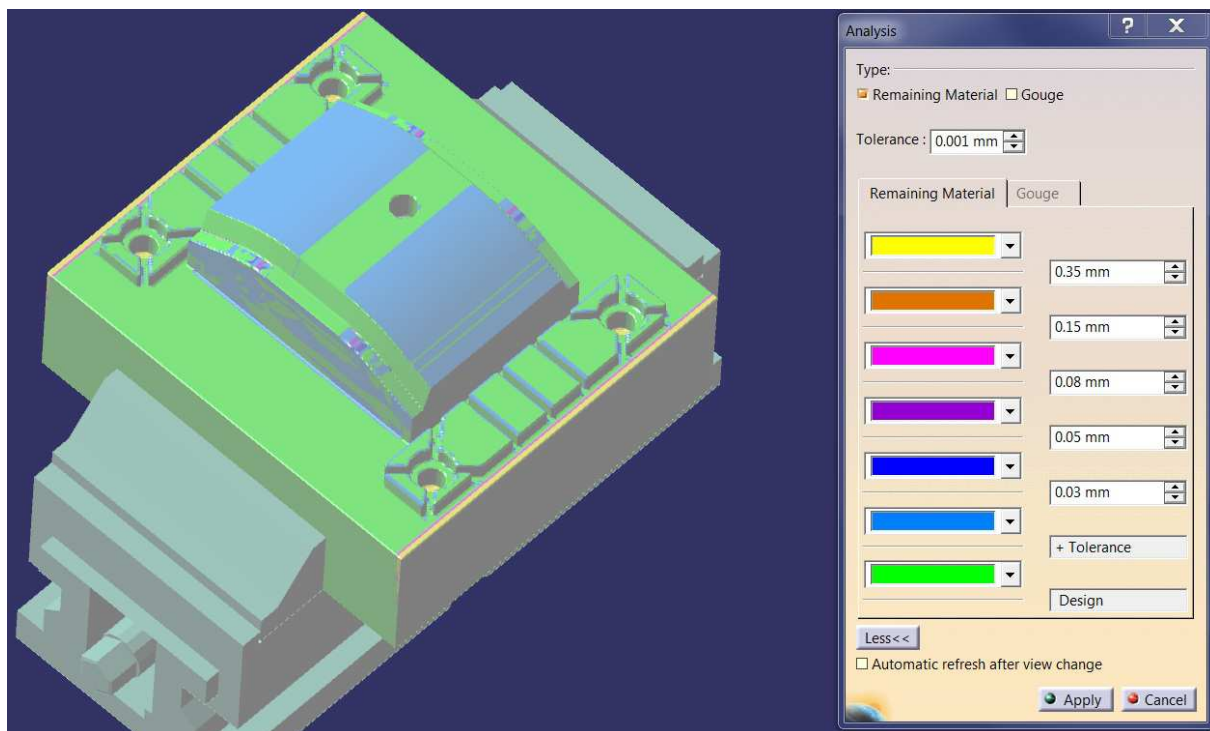 Analysis
? X
Type:
Remaining Material Gouge
Tolerance : 0.001 mm
Remaining Material Gouge
0.35 mm
0.15 mm
0.08 mm
0.05 mm
0.03 mm
+ Tolerance
Design
Less<<
Automatic refresh after view change
Apply Cancel